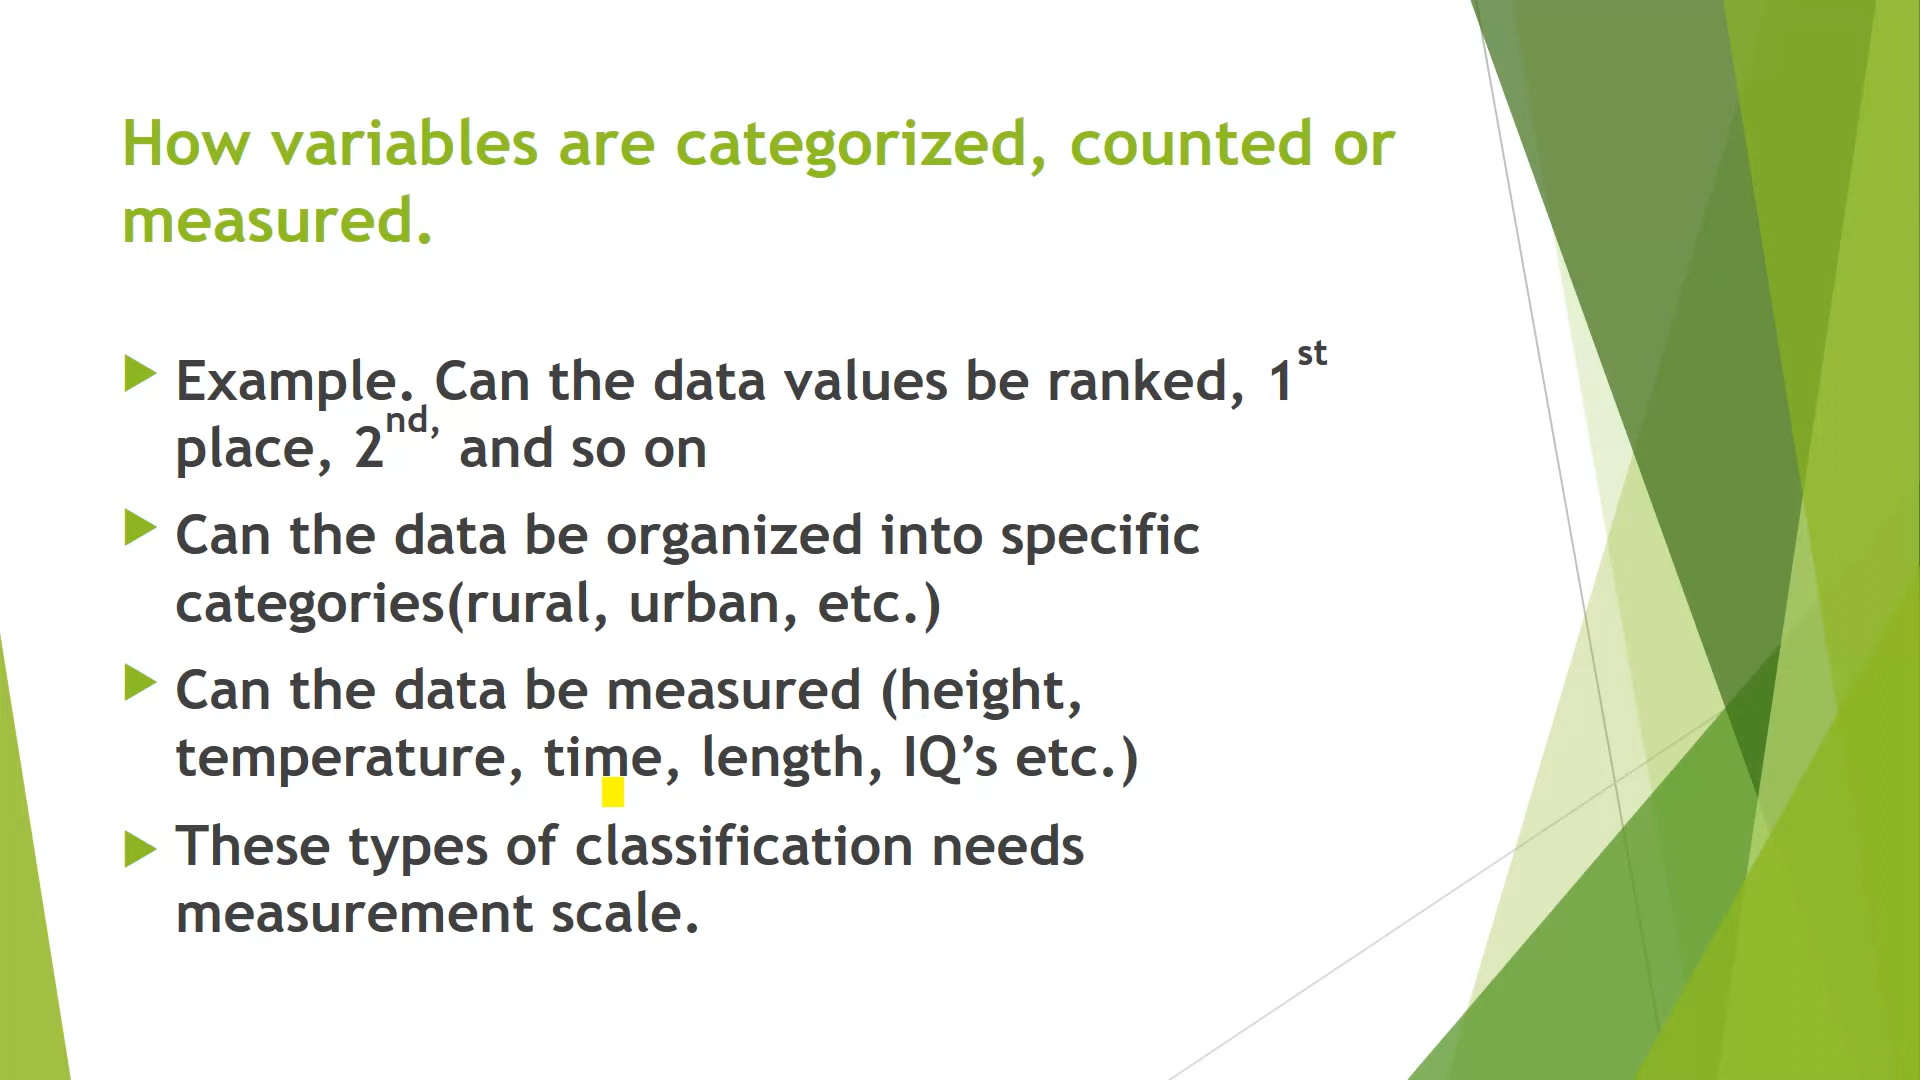 How variables are categorized, counted or
measured.
Example. Can the data values be ranked, 1st
place, 2nd, and so on
Can the data be organized into specific
categories(rural, urban, etc.)
Can the data be measured (height,
temperature, time, length, IQ’s etc.)
These types of classification needs
measurement scale.